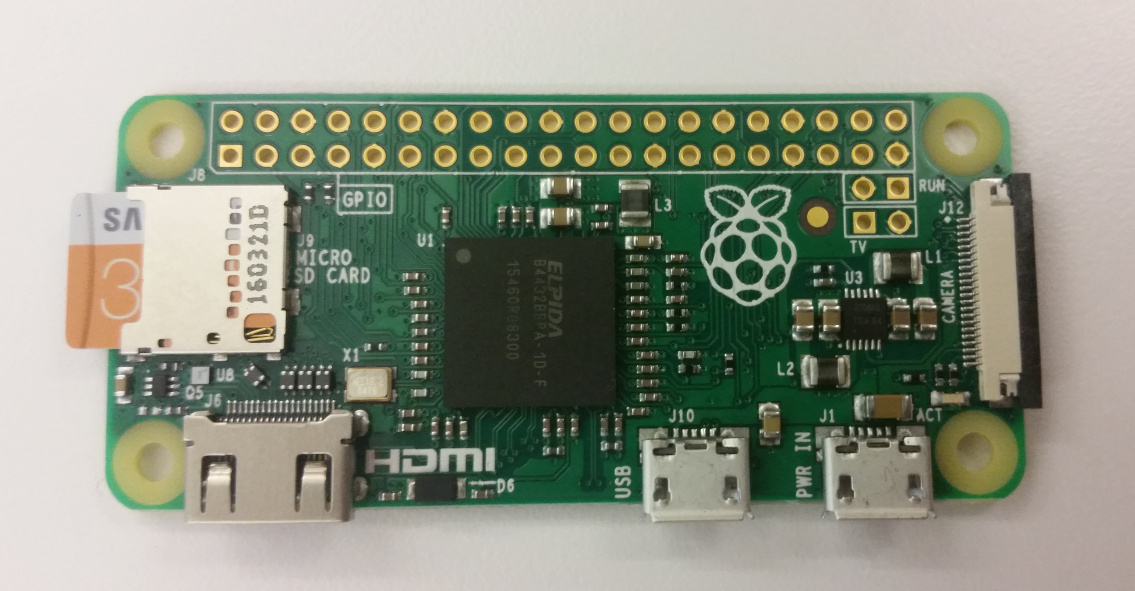 J8
GPIO
RUN
J12
L3
TV
U1
SA
3
160321D
J9
MICRO
SD CARD
ELPIDA
B4432BBPA-1D-F
15460W08300
U3
L1
CAMERA
X1
U8
Q5
J6
L2
J10
J1
ACT
HDMI
D6
USB
PWR IN